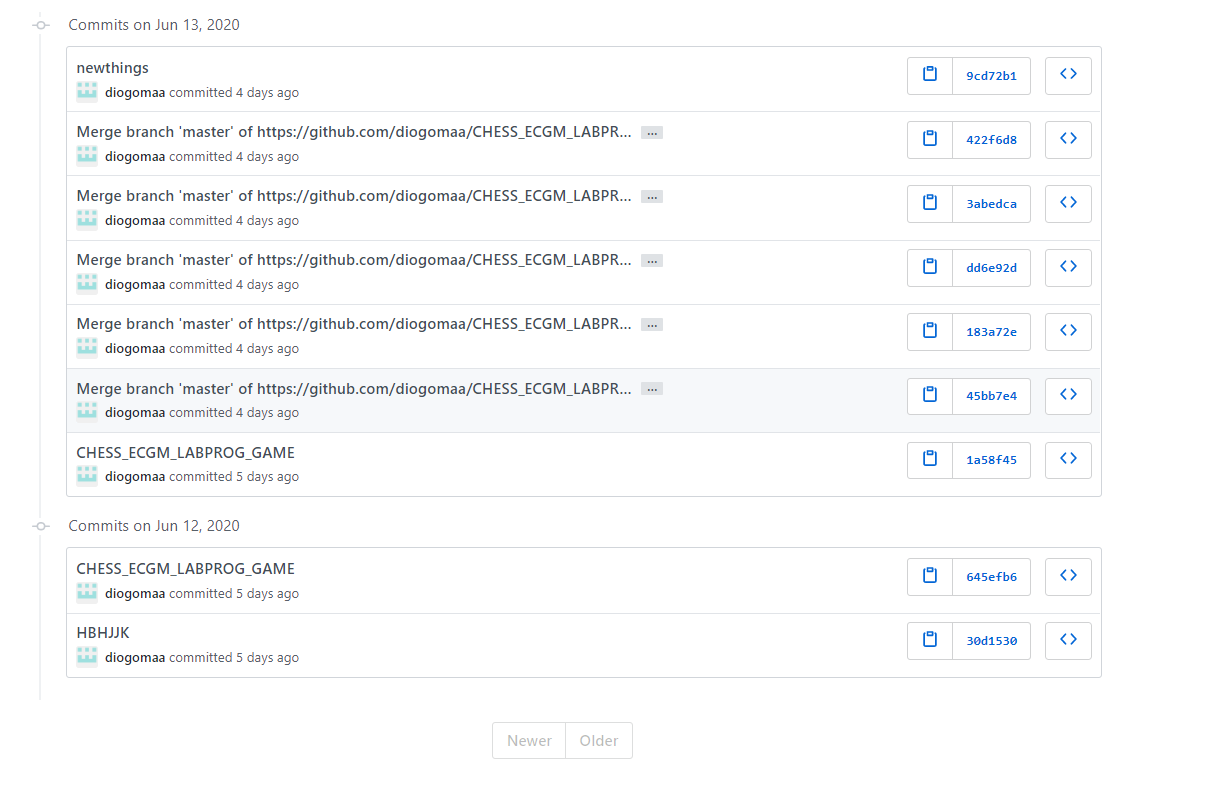 Commits on Jun 13, 2020
newthings
diogomaa committed 4 days ago
9cd72b1
Merge branch 'master' of https://github.com/diogomaa/CHESS_ECGM_LABPR... ...
diogomaa committed 4 days ago
422f6d8
Merge branch 'master' of https://github.com/diogomaa/CHESS_ECGM_LABPR... ...
diogomaa committed 4 days ago
3abedca
Merge branch 'master' of https://github.com/diogomaa/CHESS_ECGM_LABPR... ...
diogomaa committed 4 days ago
dd6e92d
Merge branch 'master' of https://github.com/diogomaa/CHESS_ECGM_LABPR... ...
diogomaa committed 4 days ago
183a72e
Merge branch 'master' of https://github.com/diogomaa/CHESS_ECGM_LABPR... ...
diogomaa committed 4 days ago
45bb7e4
CHESS_ECGM_LABPROG_GAME
diogomaa committed 5 days ago
1a58f45
Commits on Jun 12, 2020
CHESS_ECGM_LABPROG_GAME
diogomaa committed 5 days ago
645efb6
HBHJJK
diogomaa committed 5 days ago
30d1530
Newer Older